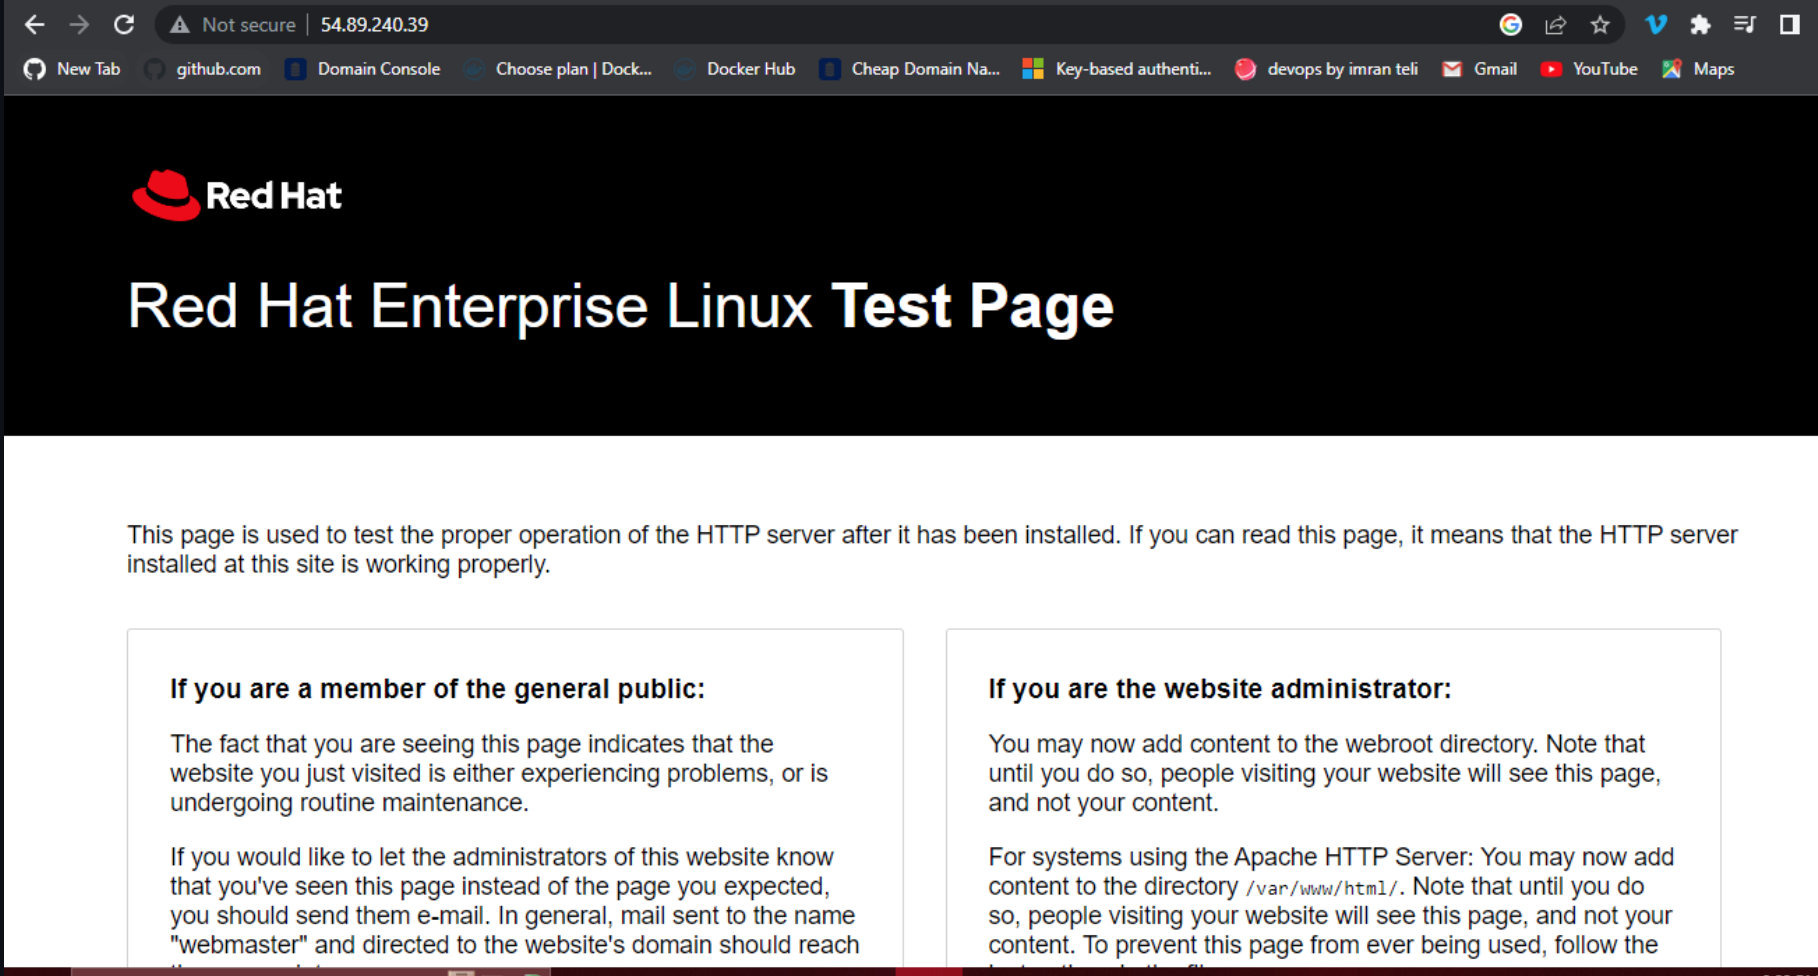 Not secure | 54.89.240.39
New Tab github.com Domain Console Choose plan | Dock... Docker Hub Cheap Domain Na... Key-based authenti... devops by imran teli Gmail YouTube Maps
Red Hat
Red Hat Enterprise Linux Test Page
This page is used to test the proper operation of the HTTP server after it has been installed. If you can read this page, it means that the HTTP server
installed at this site is working properly.
If you are a member of the general public:
The fact that you are seeing this page indicates that the
website you just visited is either experiencing problems, or is
undergoing routine maintenance.
If you would like to let the administrators of this website know
that you've seen this page instead of the page you expected,
you should send them e-mail. In general, mail sent to the name
"webmaster" and directed to the website's domain should reach
If you are the website administrator:
You may now add content to the webroot directory. Note that
until you do so, people visiting your website will see this page,
and not your content.
For systems using the Apache HTTP Server: You may now add
content to the directory /var/www/html/. Note that until you do
so, people visiting your website will see this page, and not your
content. To prevent this page from ever being used, follow the